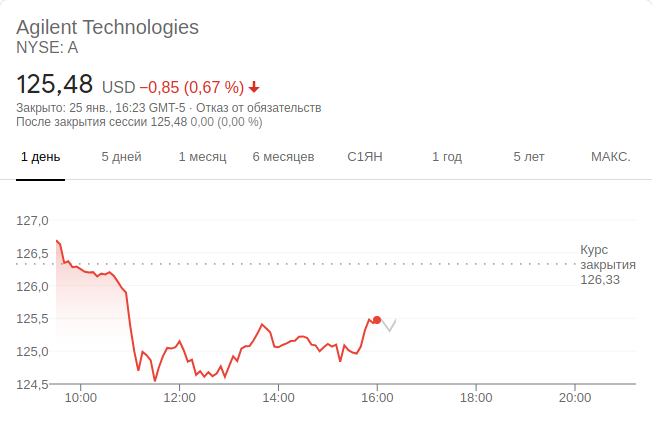 Agilent Technologies
NYSE: A
125,48 USD −0,85 (0,67 %)
Закрыто: 25 янв., 16:23 GMT-5 · Отказ от обязательств
После закрытия сессии 125,48 0,00 (0,00 %)
1 день 5 дней 1 месяц 6 месяцев С1ЯН 1 год 5 лет МАКС.
127,0
126,5
126,0
125,5
125,0
124,5
Курс
закрытия
126,33
10:00 12:00 14:00 16:00 18:00 20:00